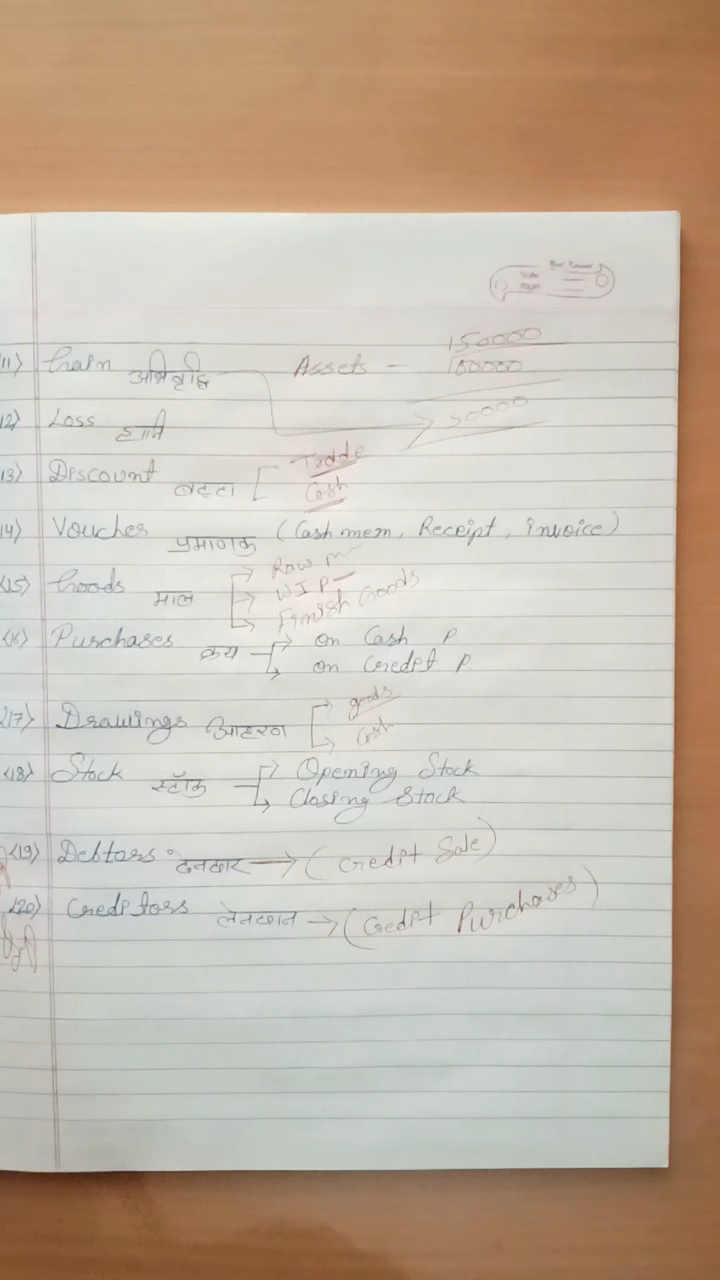 150000
11) Gain अभिवृद्धि Assets - 100000
12) Loss हानि 50000
Trade
13) Discount बट्टा Cash
14) Voucher प्रमाणक (Cash mem, Receipt, invoice)
Raw m
15) Goods माल WIP
Finish Goods
16) Purchases क्रय on Cash P
on Credit P
goods
17) Drawings आहरण Cash
18) Stock स्टॉक Opening Stock
Closing Stock
19) Debtors देनदार → (Credit Sale)
20) Creditors लेनदार → (Credit Purchases)